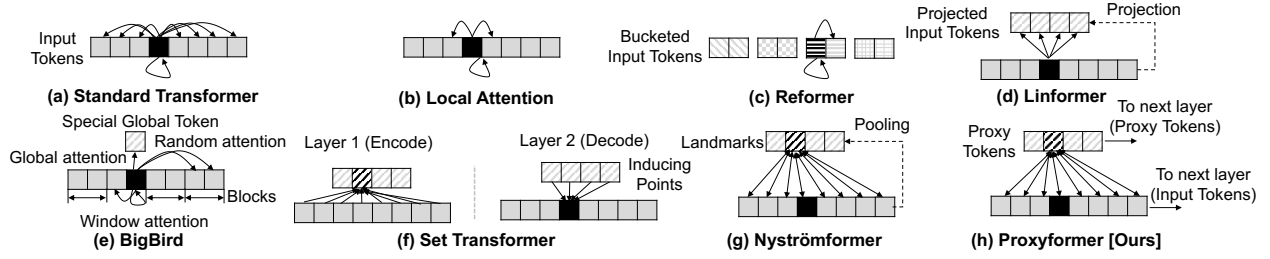 Input
Tokens
(a) Standard Transformer
(b) Local Attention
Bucketed
Input Tokens
(c) Reformer
Projected
Input Tokens
Projection
(d) Linformer
Special Global Token
Random attention
Global attention
Blocks
Window attention
(e) BigBird
Layer 1 (Encode)
Layer 2 (Decode)
Inducing
Points
(f) Set Transformer
Landmarks
Pooling
(g) Nyströmformer
Proxy
Tokens
To next layer
(Proxy Tokens)
To next layer
(Input Tokens)
(h) Proxyformer [Ours]